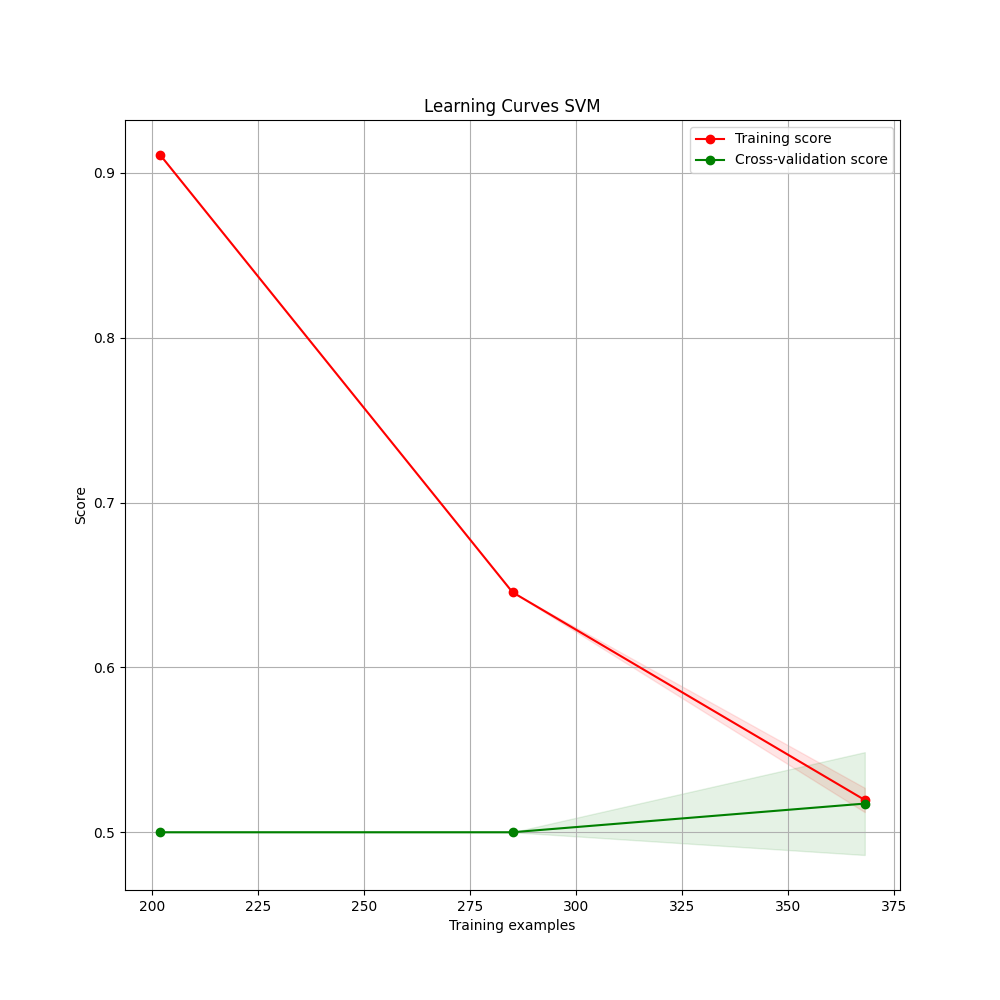 Learning Curves SVM
Training score
Cross-validation score
0.9
0.8
0.7
0.6
0.5
Score
200 225 250 275 300 325 350 375
Training examples